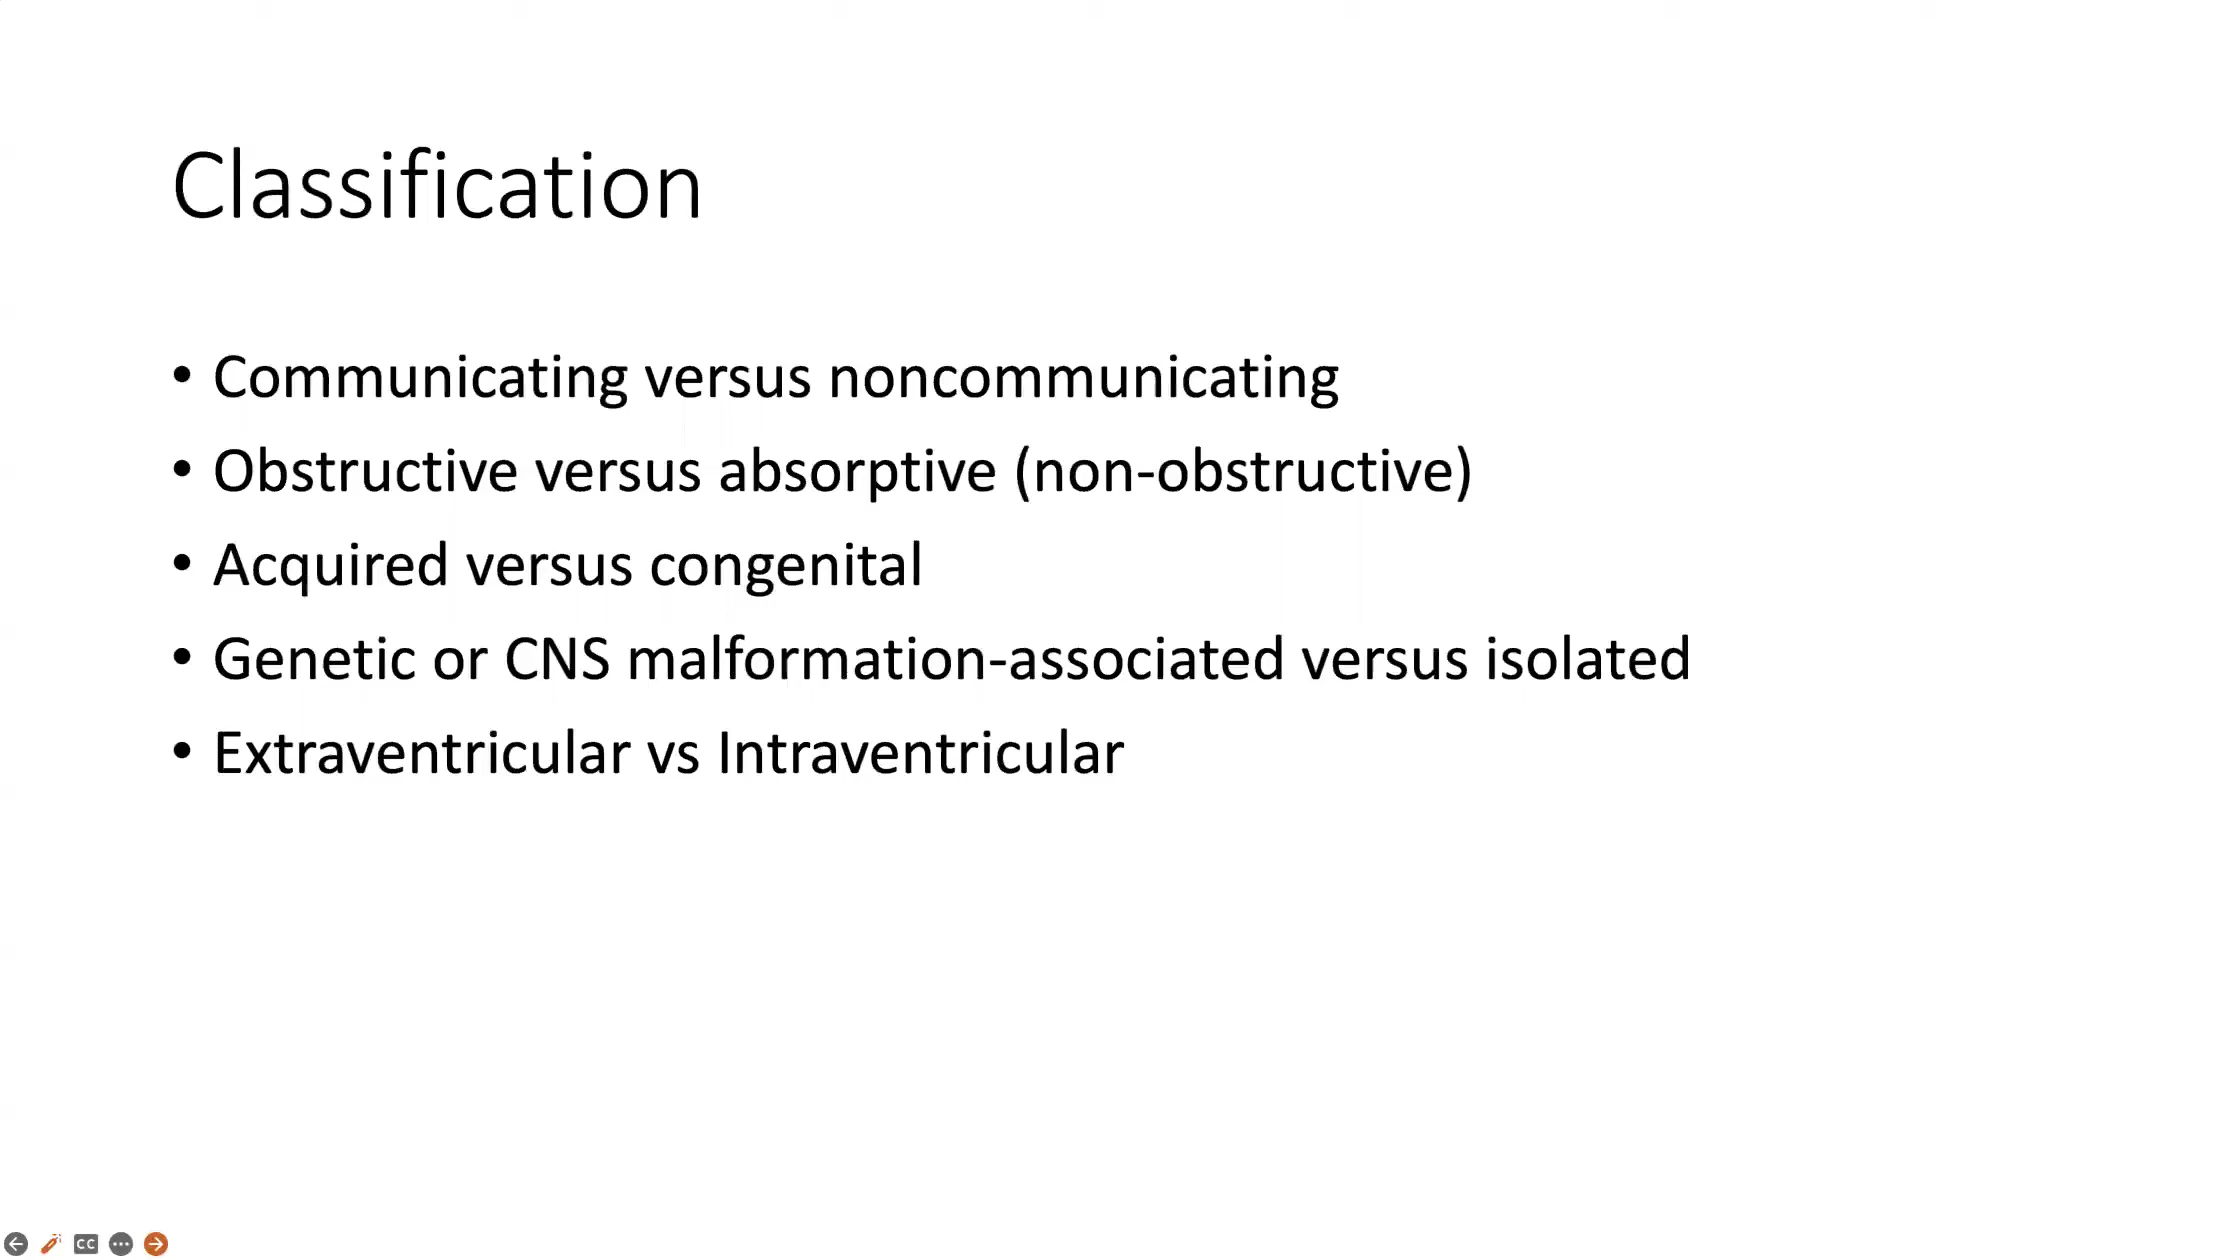 Classification
• Communicating versus noncommunicating
• Obstructive versus absorptive (non-obstructive)
• Acquired versus congenital
• Genetic or CNS malformation-associated versus isolated
• Extraventricular vs Intraventricular
CC